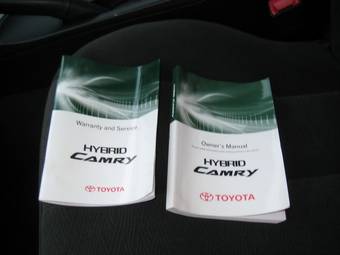 Warranty and Service
HYBRID
CAMRY
TOYOTA
Owner's Manual
HYBRID
CAMRY
TOYOTA